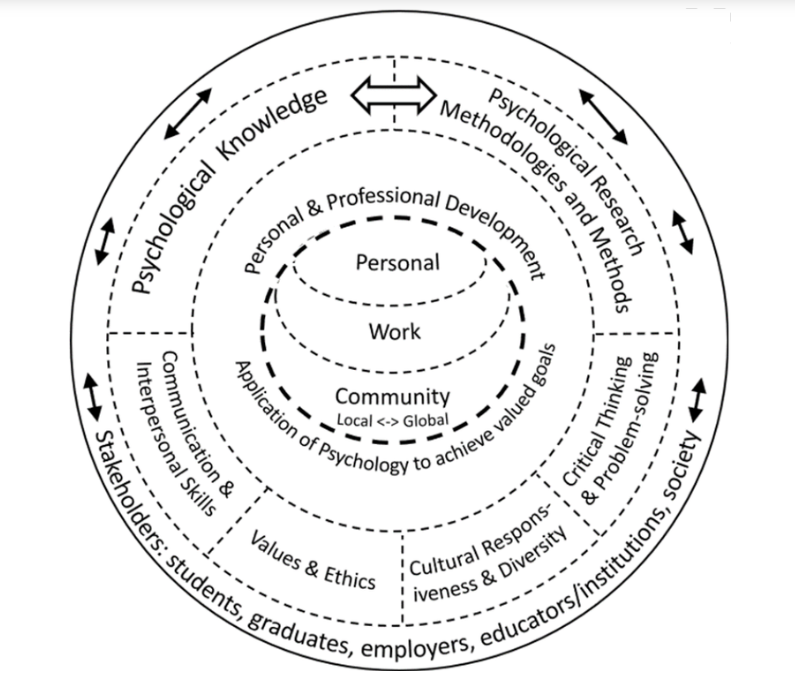 Psychological Knowledge
Psychological Research
Methodologies and Methods
Personal & Professional Development
Personal
Work
Community
Local <-> Global
Application of Psychology to achieve valued goals
Communication &
Interpersonal Skills
Values & Ethics
Cultural Respons-
iveness & Diversity
Critical Thinking
& Problem-solving
Stakeholders: students, graduates, employers, educators/institutions, society